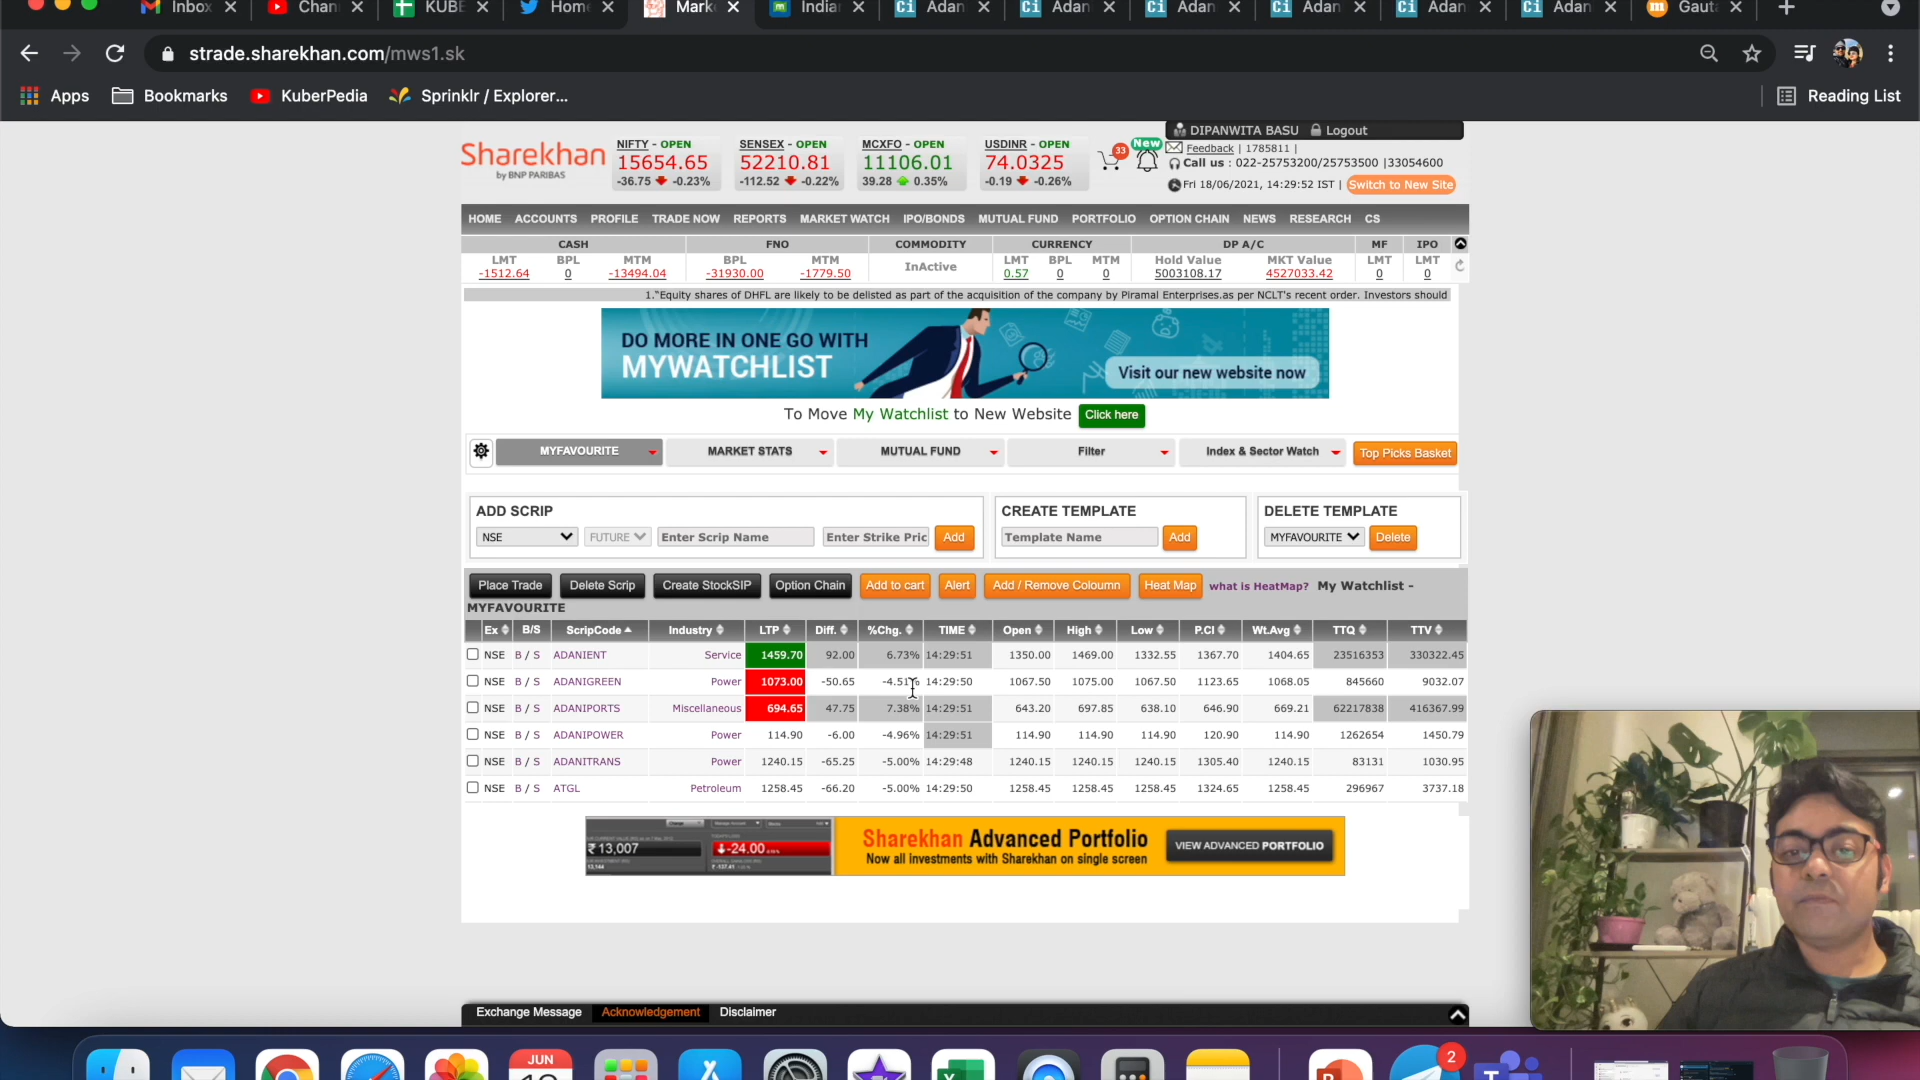 Inbox
Chan
KUBE
Home
Mark
India
Adan
Adan
Adan
Adan
Adan
Adan
Gauta
strade.sharekhan.com/mws1.sk
Apps Bookmarks KuberPedia Sprinklr / Explorer... Reading List
Sharekhan
by BNP PARIBAS
NIFTY - OPEN
15654.65
-36.75 -0.23%
SENSEX - OPEN
52210.81
-112.52 -0.22%
MCXFO - OPEN
11106.01
39.28 0.35%
USDINR - OPEN
74.0325
-0.19 -0.26%
33
New
DIPANWITA BASU Logout
Feedback | 1785811 |
Call us : 022-25753200/25753500 |33054600
Fri 18/06/2021, 14:29:52 IST | Switch to New Site
HOME ACCOUNTS PROFILE TRADE NOW REPORTS MARKET WATCH IPO/BONDS MUTUAL FUND PORTFOLIO OPTION CHAIN NEWS RESEARCH CS
CASH FNO COMMODITY CURRENCY DP A/C MF IPO
LMT BPL MTM BPL MTM InActive LMT BPL MTM Hold Value MKT Value LMT LMT
-1512.64 0 -13494.04 -31930.00 -1779.50 0.57 0 0 5003108.17 4527033.42 0 0
1."Equity shares of DHFL are likely to be delisted as part of the acquisition of the company by Piramal Enterprises.as per NCLT's recent order. Investors should
DO MORE IN ONE GO WITH
MYWATCHLIST
Visit our new website now
To Move My Watchlist to New Website Click here
MYFAVOURITE MARKET STATS MUTUAL FUND Filter Index & Sector Watch Top Picks Basket
ADD SCRIP CREATE TEMPLATE DELETE TEMPLATE
NSE FUTURE Enter Scrip Name Enter Strike Pric Add Template Name Add MYFAVOURITE Delete
Place Trade Delete Scrip Create StockSIP Option Chain Add to cart Alert Add / Remove Coloumn Heat Map what is HeatMap? My Watchlist -
MYFAVOURITE
Ex B/S ScripCode Industry LTP Diff. %Chg. TIME Open High Low P.Cl Wt.Avg TTQ TTV
NSE B / S ADANIENT Service 1459.70 92.00 6.73% 14:29:51 1350.00 1469.00 1332.55 1367.70 1404.65 23516353 330322.45
NSE B / S ADANIGREEN Power 1073.00 -50.65 -4.51% 14:29:50 1067.50 1075.00 1067.50 1123.65 1068.05 845660 9032.07
NSE B / S ADANIPORTS Miscellaneous 694.65 47.75 7.38% 14:29:51 643.20 697.85 638.10 646.90 669.21 62217838 416367.99
NSE B / S ADANIPOWER Power 114.90 -6.00 -4.96% 14:29:51 114.90 114.90 114.90 120.90 114.90 1262654 1450.79
NSE B / S ADANITRANS Power 1240.15 -65.25 -5.00% 14:29:48 1240.15 1240.15 1240.15 1305.40 1240.15 83131 1030.95
NSE B / S ATGL Petroleum 1258.45 -66.20 -5.00% 14:29:50 1258.45 1258.45 1258.45 1324.65 1258.45 296967 3737.18
₹ 13,007
-24.00
Sharekhan Advanced Portfolio
Now all investments with Sharekhan on single screen
VIEW ADVANCED PORTFOLIO
Exchange Message Acknowledgement Disclaimer
JUN
2